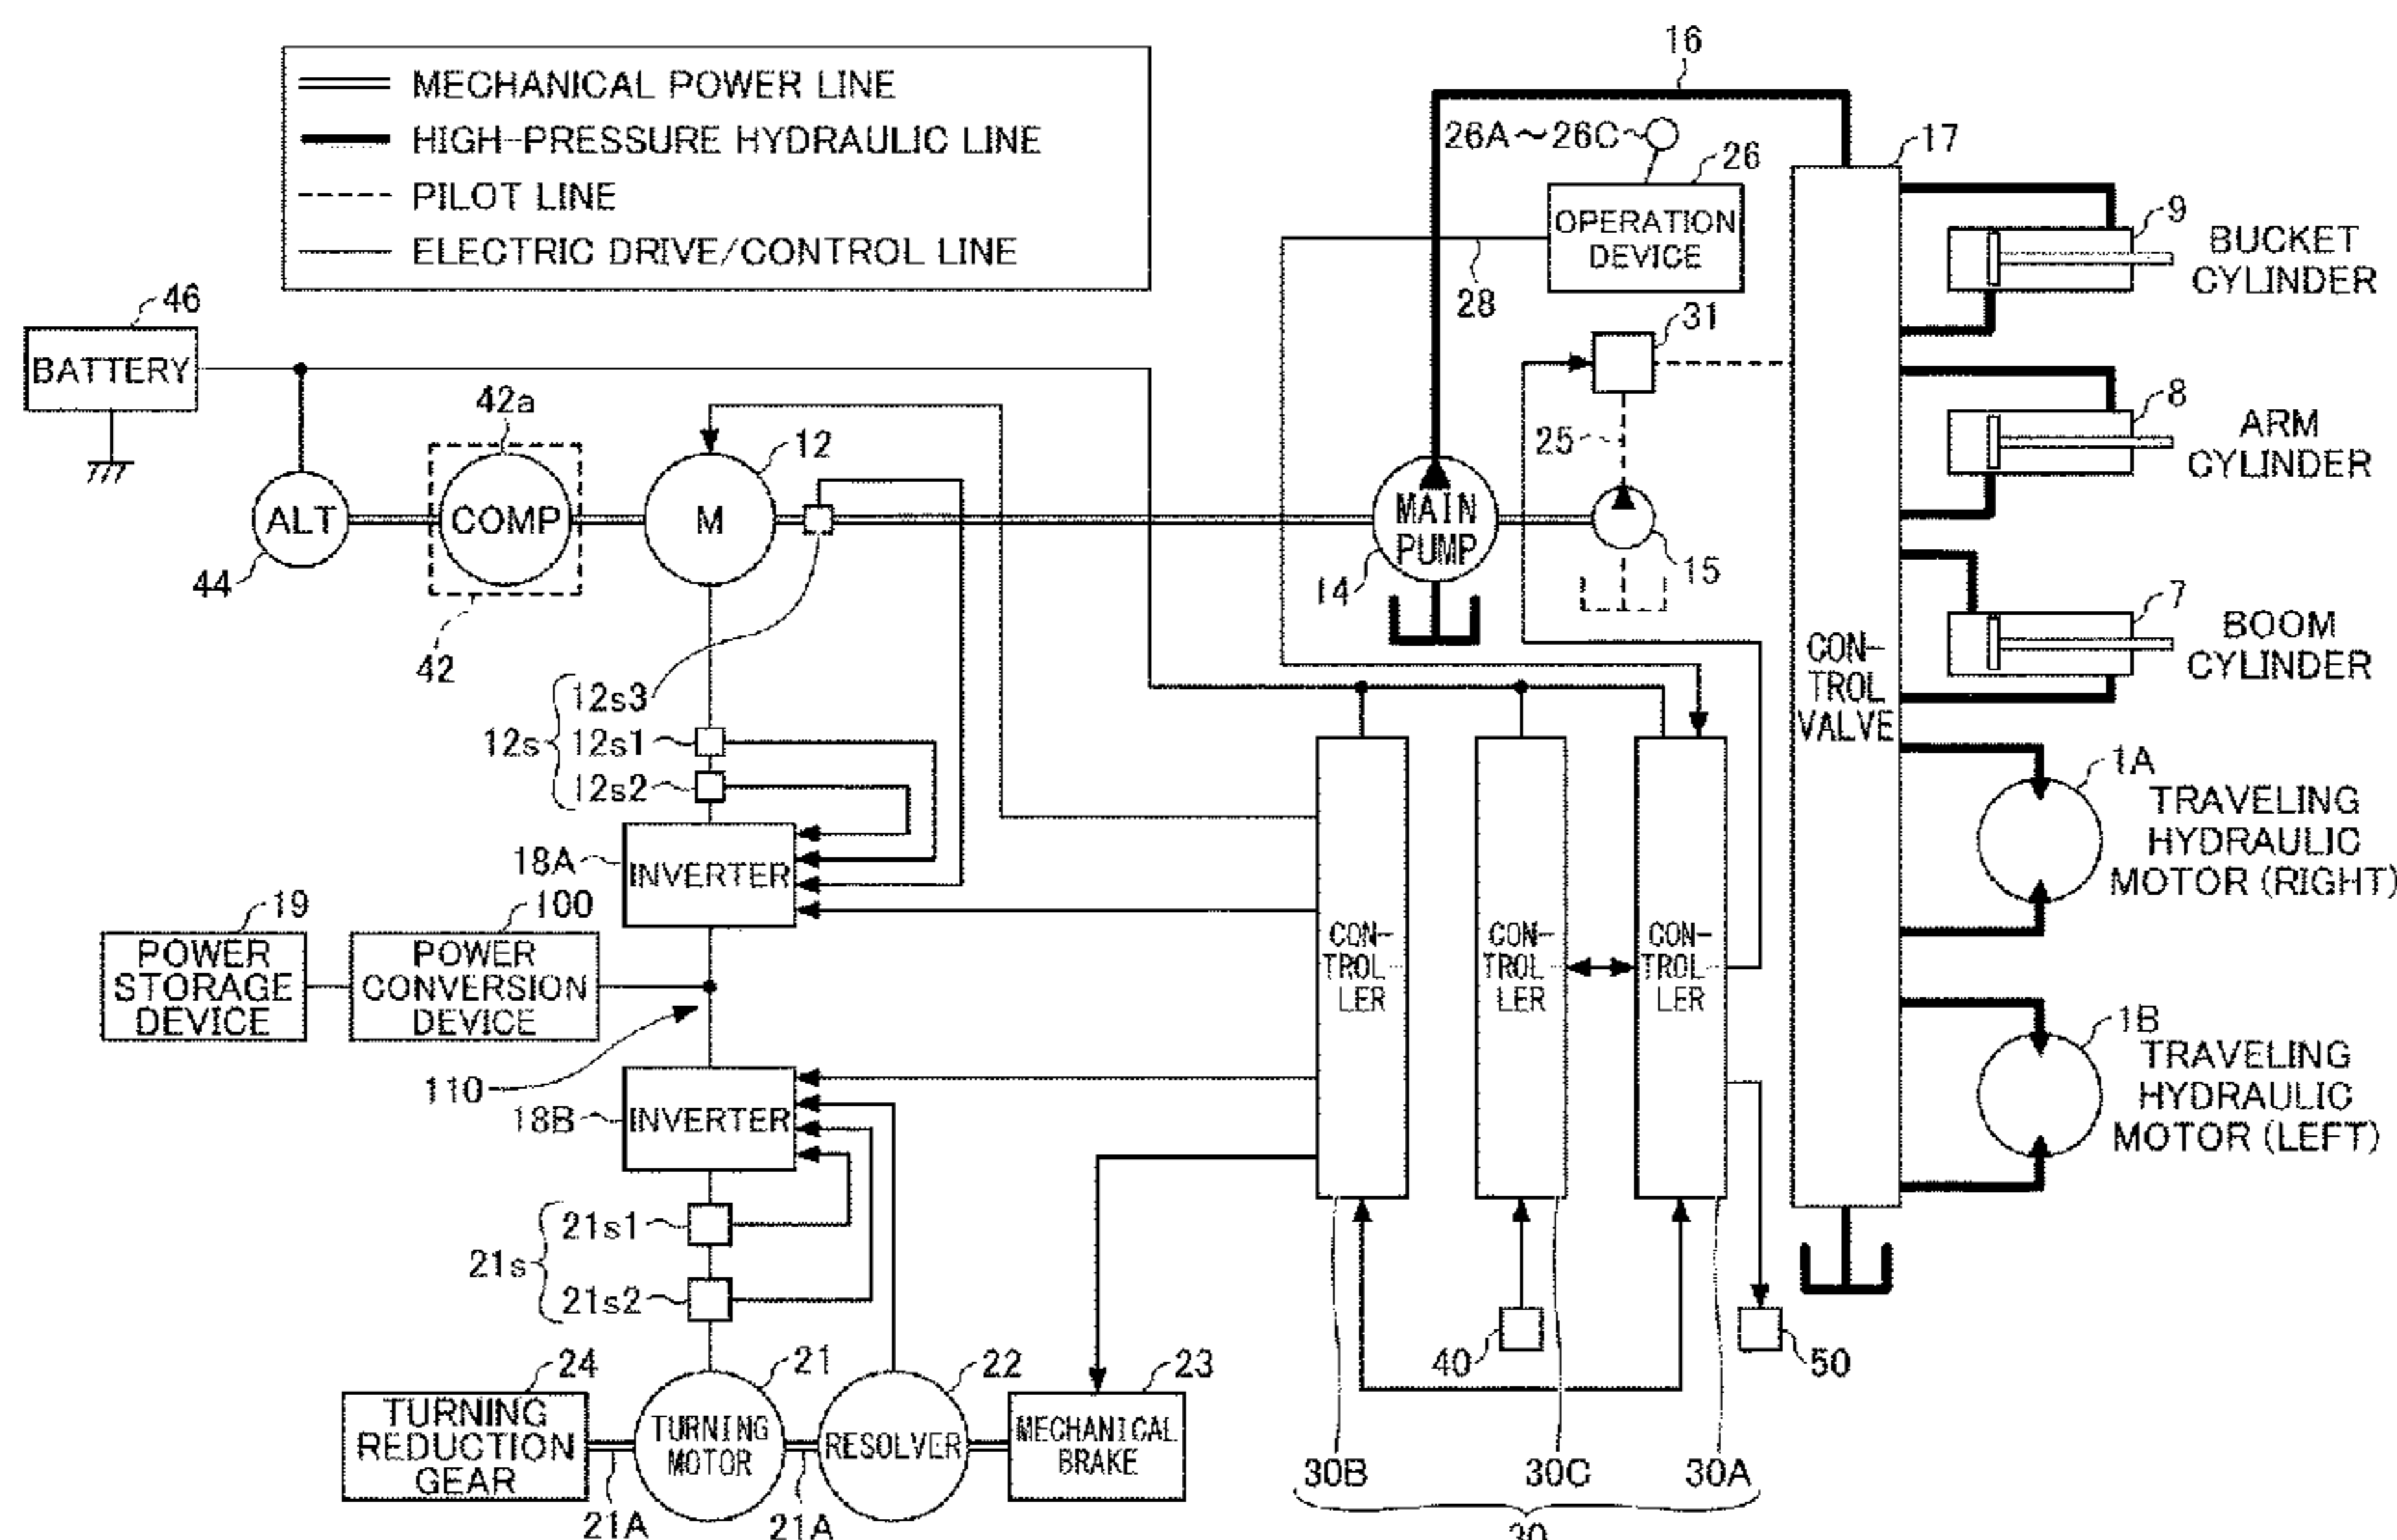 MECHANICAL POWER LINE
HIGH-PRESSURE HYDRAULIC LINE
PILOT LINE
ELECTRIC DRIVE/CONTROL LINE
16
26A~26C
26
17
OPERATION
DEVICE
28
9
BUCKET
CYLINDER
46
BATTERY
31
42a
12
25
8
ARM
CYLINDER
ALT
COMP
M
MAIN
PUMP
44
42
14
15
7
BOOM
CYLINDER
CON-
TROL
VALVE
12s3
12s
12s1
12s2
1A
TRAVELING
HYDRAULIC
MOTOR (RIGHT)
18A
INVERTER
19
100
POWER
STORAGE
DEVICE
POWER
CONVERSION
DEVICE
CON-
TROL
LER
CON-
TROL
LER
CON-
TROL
LER
110
1B
TRAVELING
HYDRAULIC
MOTOR (LEFT)
18B
INVERTER
21s1
21s
21s2
40
50
24
21
22
23
TURNING
REDUCTION
GEAR
TURNING
MOTOR
RESOLVER
MECHANICAL
BRAKE
21A
21A
30B
30C
30A
30